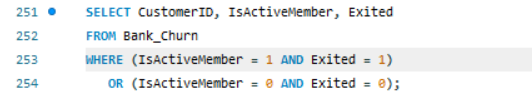 251 SELECT CustomerID, IsActiveMember, Exited
252 FROM Bank_Churn
253 WHERE (IsActiveMember = 1 AND Exited = 1)
254 OR (IsActiveMember = 0 AND Exited = 0);